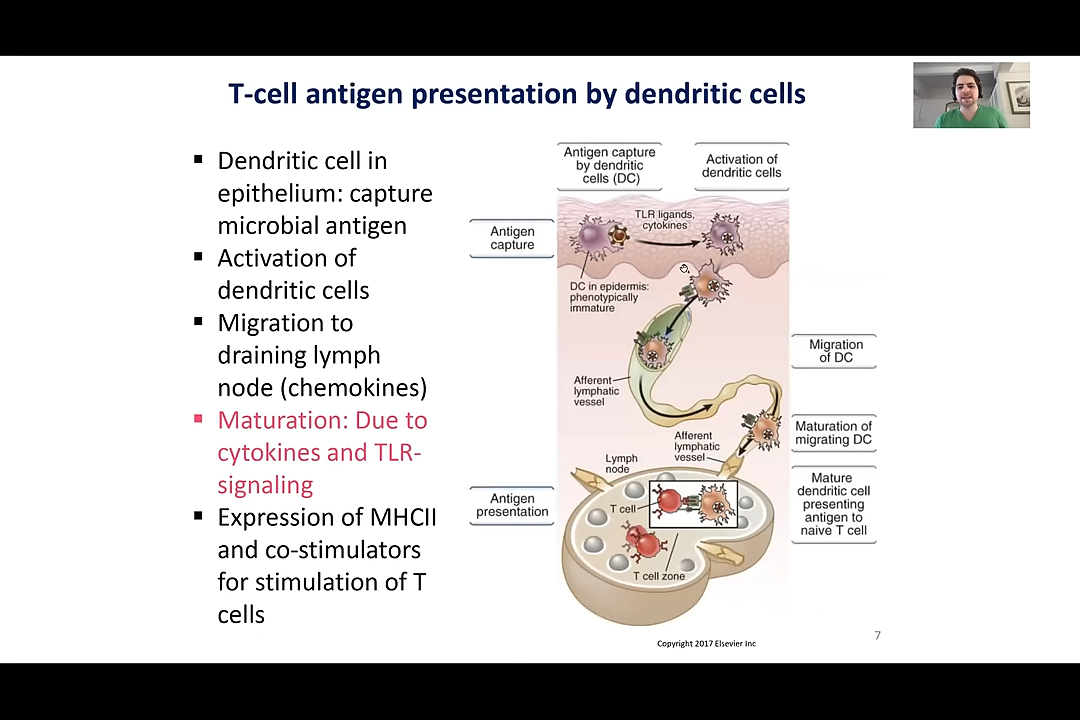 T-cell antigen presentation by dendritic cells
▪ Dendritic cell in
epithelium: capture
microbial antigen
▪ Activation of
dendritic cells
▪ Migration to
draining lymph
node (chemokines)
▪ Maturation: Due to
cytokines and TLR-
signaling
▪ Expression of MHCII
and co-stimulators
for stimulation of T
cells
Antigen capture
by dendritic
cells (DC)
Activation of
dendritic cells
Antigen
capture
TLR ligands,
cytokines
DC in epidermis:
phenotypically
immature
Migration
of DC
Afferent
lymphatic
vessel
Maturation of
migrating DC
Afferent
lymphatic
vessel
Lymph
node
Mature
dendritic cell
presenting
antigen to
naive T cell
Antigen
presentation
T cell
T cell zone
Copyright 2017 Elsevier Inc
7